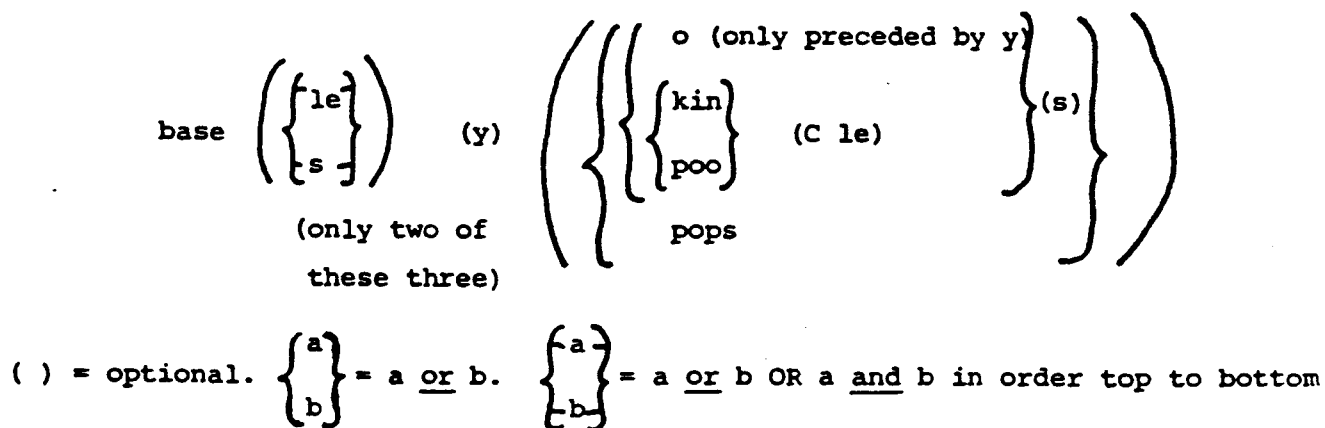 o (only preceded by y)
le kin (s)
base (y) (C le)
s poo
(only two of pops
these three)
( ) = optional. { a b } = a or b. { a b } = a or b OR a and b in order top to bottom